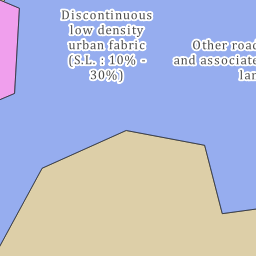 Discontinuous
low density
urban fabric
(S.L. : 10% -
30%)
Other road
and associate
lan